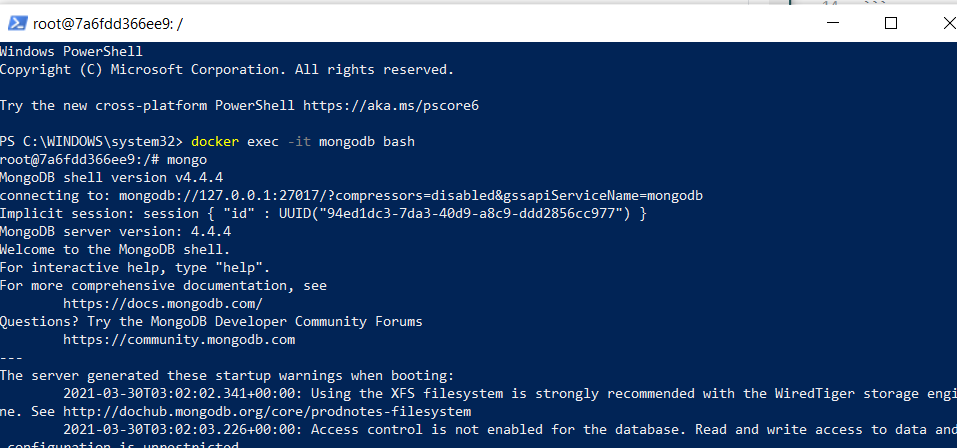 14 ```
root@7a6fdd366ee9: /
Windows PowerShell
Copyright (C) Microsoft Corporation. All rights reserved.
Try the new cross-platform PowerShell https://aka.ms/pscore6
PS C:\WINDOWS\system32> docker exec -it mongodb bash
root@7a6fdd366ee9:/# mongo
MongoDB shell version v4.4.4
connecting to: mongodb://127.0.0.1:27017/?compressors=disabled&gssapiServiceName=mongodb
Implicit session: session { "id" : UUID("94ed1dc3-7da3-40d9-a8c9-ddd2856cc977") }
MongoDB server version: 4.4.4
Welcome to the MongoDB shell.
For interactive help, type "help".
For more comprehensive documentation, see
        https://docs.mongodb.com/
Questions? Try the MongoDB Developer Community Forums
        https://community.mongodb.com
---
The server generated these startup warnings when booting:
        2021-03-30T03:02:02.341+00:00: Using the XFS filesystem is strongly recommended with the WiredTiger storage engi
ne. See http://dochub.mongodb.org/core/prodnotes-filesystem
        2021-03-30T03:02:03.226+00:00: Access control is not enabled for the database. Read and write access to data and
 configuration is unrestricted